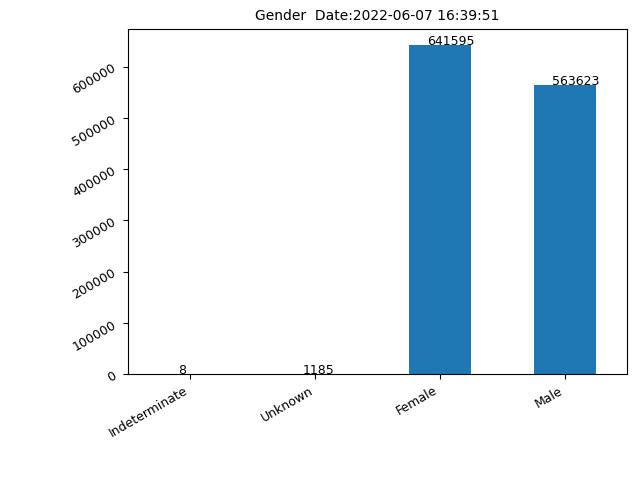 Gender  Date:2022-06-07 16:39:51
600000
500000
400000
300000
200000
100000
0
641595
563623
8
1185
Indeterminate
Unknown
Female
Male